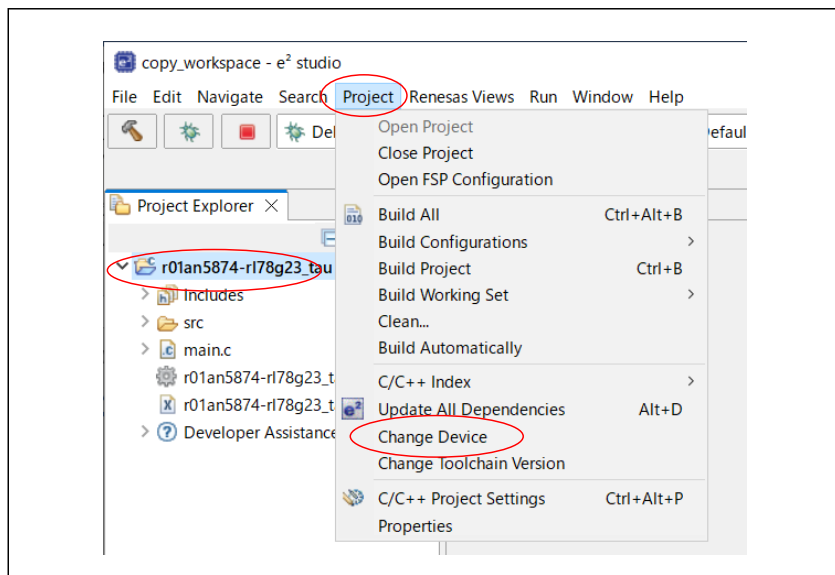 copy_workspace - e² studio
File Edit Navigate Search Project Renesas Views Run Window Help
Open Project
Close Project
Open FSP Configuration
Project Explorer
010 Build All Ctrl+Alt+B
Build Configurations
r01an5874-rl78g23_tau Build Project Ctrl+B
Includes Build Working Set
src Clean...
main.c Build Automatically
r01an5874-rl78g23_t C/C++ Index
r01an5874-rl78g23_t e² Update All Dependencies Alt+D
Developer Assistance Change Device
Change Toolchain Version
C/C++ Project Settings Ctrl+Alt+P
Properties